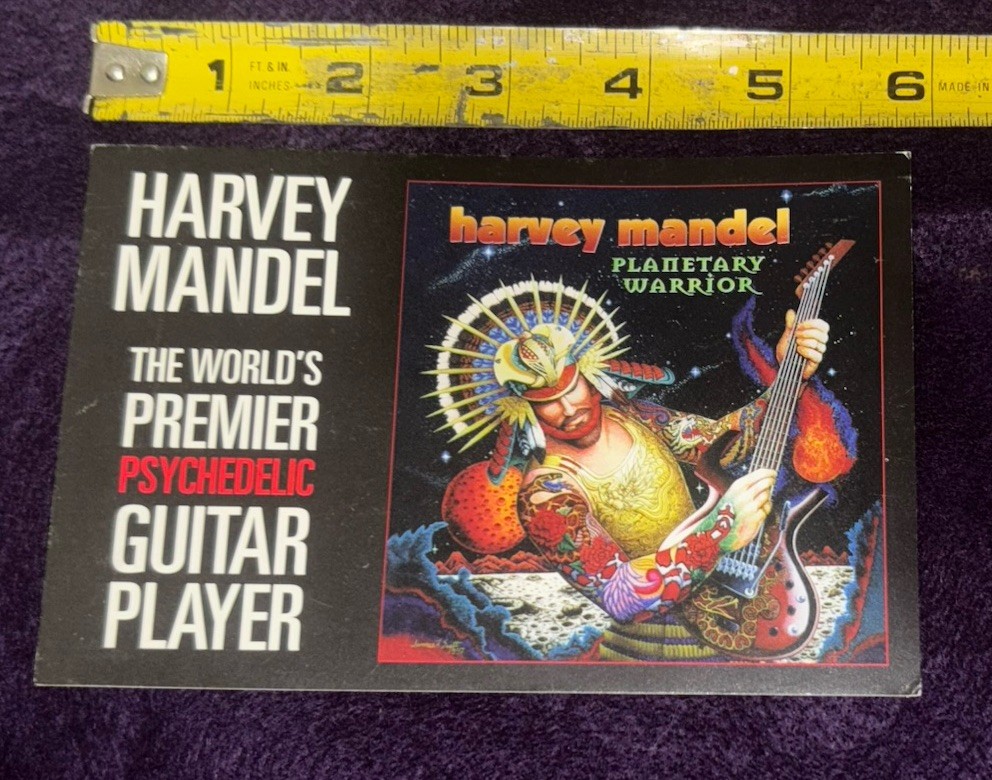 1 FT. & IN. 2 3 4 5 6 MADE-IN
INCHES
HARVEY
MANDEL
THE WORLD'S
PREMIER
PSYCHEDELIC
GUITAR
PLAYER
harvey mandel
PLANETARY
WARRIOR